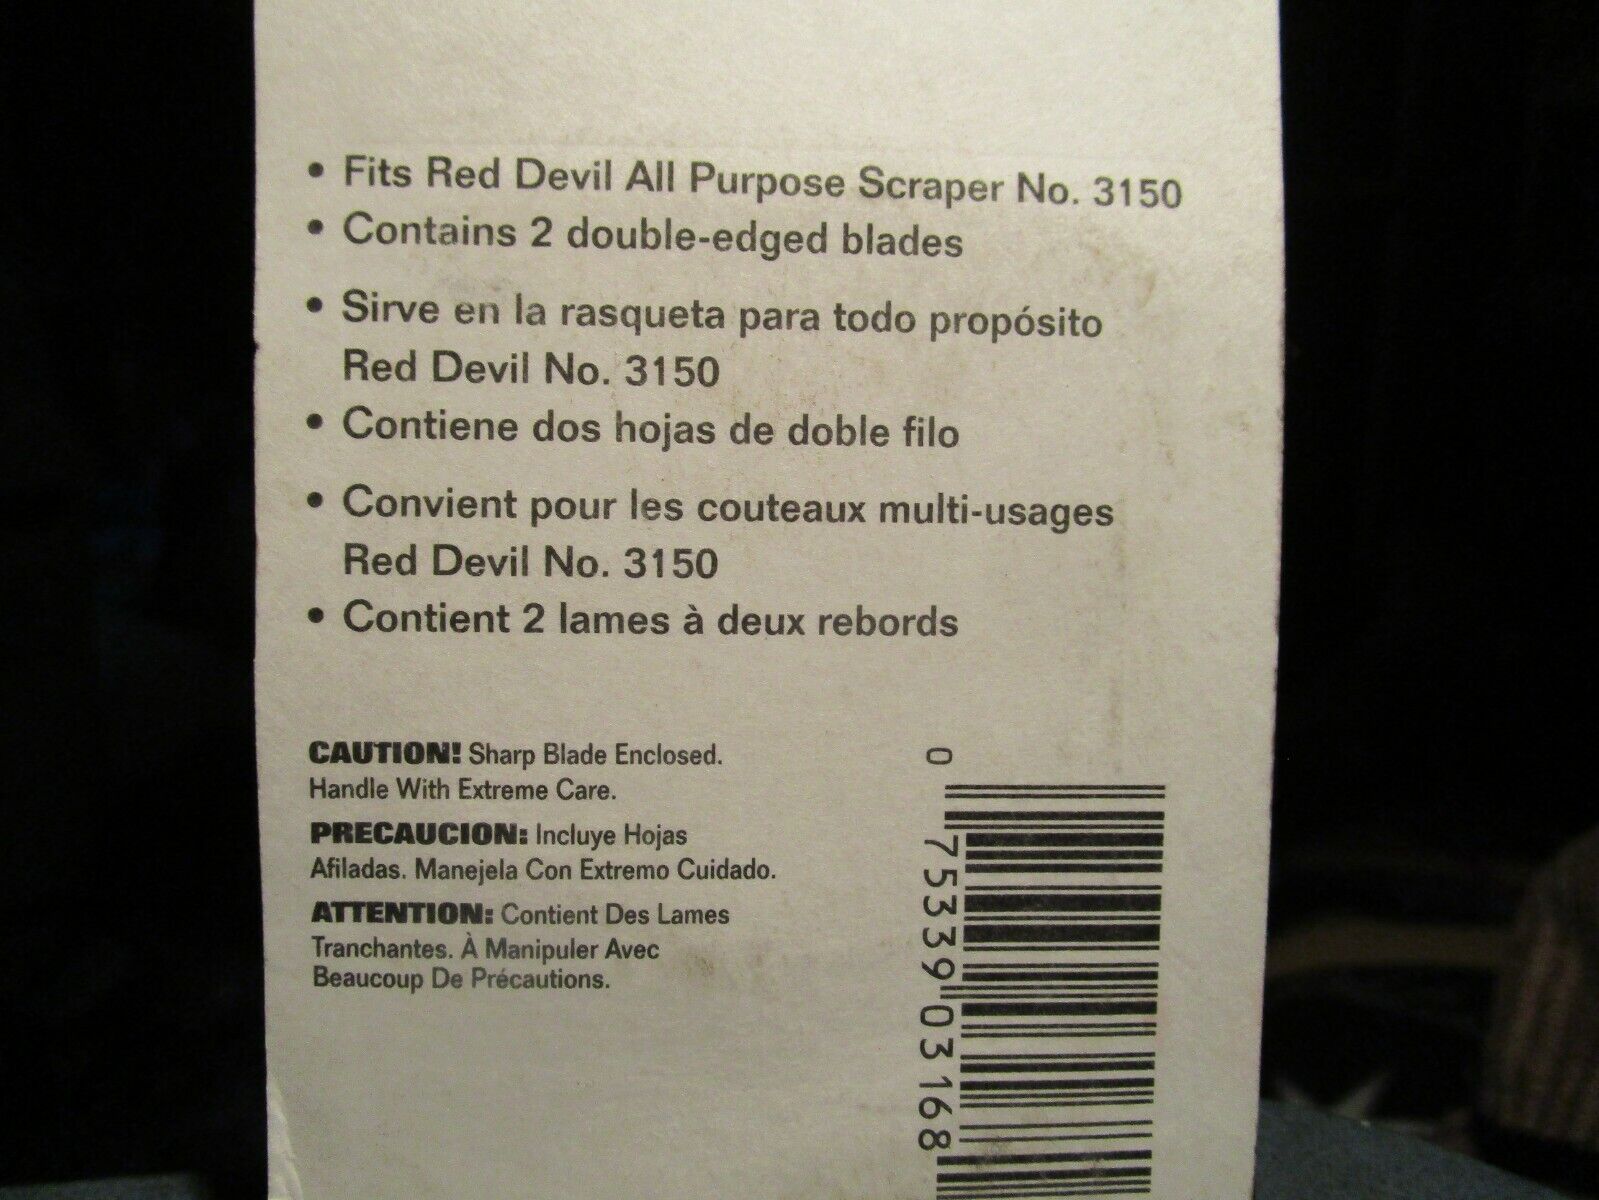 • Fits Red Devil All Purpose Scraper No. 3150
• Contains 2 double-edged blades
• Sirve en la rasqueta para todo propósito
Red Devil No. 3150
• Contiene dos hojas de doble filo
• Convient pour les couteaux multi-usages
Red Devil No. 3150
• Contient 2 lames à deux rebords
CAUTION! Sharp Blade Enclosed.
Handle With Extreme Care.
PRECAUCION: Incluye Hojas
Afiladas. Manejela Con Extremo Cuidado.
ATTENTION: Contient Des Lames
Tranchantes. À Manipuler Avec
Beaucoup De Précautions.
0 75339 03168